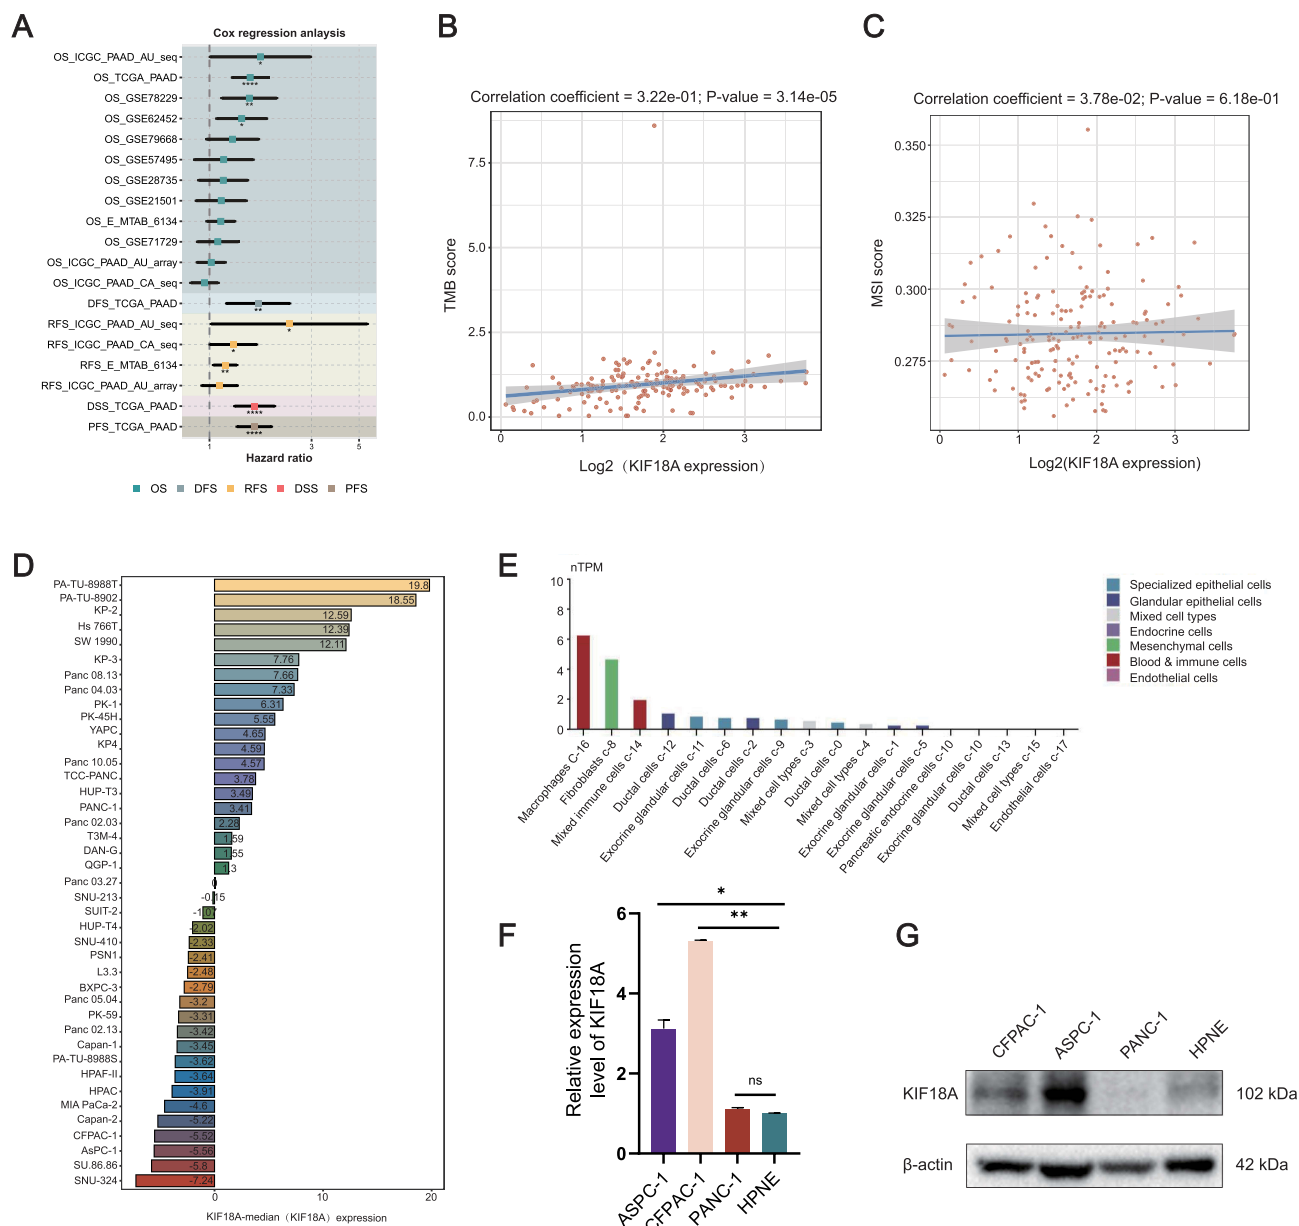 A
Cox regression anlaysis
OS_ICGC_PAAD_AU_seq
*
OS_TCGA_PAAD
****
OS_GSE78229
**
OS_GSE62452
*
OS_GSE79668
OS_GSE57495
OS_GSE28735
OS_GSE21501
OS_E_MTAB_6134
OS_GSE71729
OS_ICGC_PAAD_AU_array
OS_ICGC_PAAD_CA_seq
DFS_TCGA_PAAD
**
RFS_ICGC_PAAD_AU_seq
*
RFS_ICGC_PAAD_CA_seq
*
RFS_E_MTAB_6134
**
RFS_ICGC_PAAD_AU_array
DSS_TCGA_PAAD
****
PFS_TCGA_PAAD
****
1 3 5
Hazard ratio
OS DFS RFS DSS PFS
B
Correlation coefficient = 3.22e-01; P-value = 3.14e-05
TMB score
7.5
5.0
2.5
0.0
0 1 2 3
Log2（KIF18A expression）
C
Correlation coefficient = 3.78e-02; P-value = 6.18e-01
MSI score
0.350
0.325
0.300
0.275
0 1 2 3
Log2(KIF18A expression)
D
PA-TU-8988T 19.8
PA-TU-8902 18.55
KP-2 12.59
Hs 766T 12.39
SW 1990 12.11
KP-3 7.76
Panc 08.13 7.66
Panc 04.03 7.33
PK-1 6.31
PK-45H 5.55
YAPC 4.65
KP4 4.59
Panc 10.05 4.57
TCC-PANC 3.78
HUP-T3 3.49
PANC-1 3.41
Panc 02.03 2.28
T3M-4 1.59
DAN-G 1.55
QGP-1 1.3
Panc 03.27 0
SNU-213 -0.15
SUIT-2 -1.07
HUP-T4 -2.02
SNU-410 -2.33
PSN1 -2.41
L3.3 -2.48
BXPC-3 -2.79
Panc 05.04 -3.2
PK-59 -3.31
Panc 02.13 -3.42
Capan-1 -3.45
PA-TU-8988S -3.62
HPAF-II -3.64
HPAC -3.91
MIA PaCa-2 -4.6
Capan-2 -5.22
CFPAC-1 -5.52
AsPC-1 -5.56
SU.86.86 -5.8
SNU-324 -7.24
0 10 20
KIF18A-median（KIF18A）expression
E
nTPM
10
8
6
4
2
0
Macrophages C-16
Fibroblasts c-8
Mixed immune cells c-14
Ductal cells c-12
Exocrine glandular cells c-11
Ductal cells c-6
Ductal cells c-2
Exocrine glandular cells c-9
Mixed cell types c-3
Ductal cells c-0
Mixed cell types c-4
Exocrine glandular cells c-1
Exocrine glandular cells c-5
Pancreatic endocrine cells c-10
Exocrine glandular cells c-10
Ductal cells c-13
Mixed cell types c-15
Endothelial cells c-17
Specialized epithelial cells
Glandular epithelial cells
Mixed cell types
Endocrine cells
Mesenchymal cells
Blood & immune cells
Endothelial cells
F
Relative expression
level of KIF18A
6
4
2
0
*
**
ns
ASPC-1
CFPAC-1
PANC-1
HPNE
G
CFPAC-1
ASPC-1
PANC-1
HPNE
KIF18A 102 kDa
β-actin 42 kDa